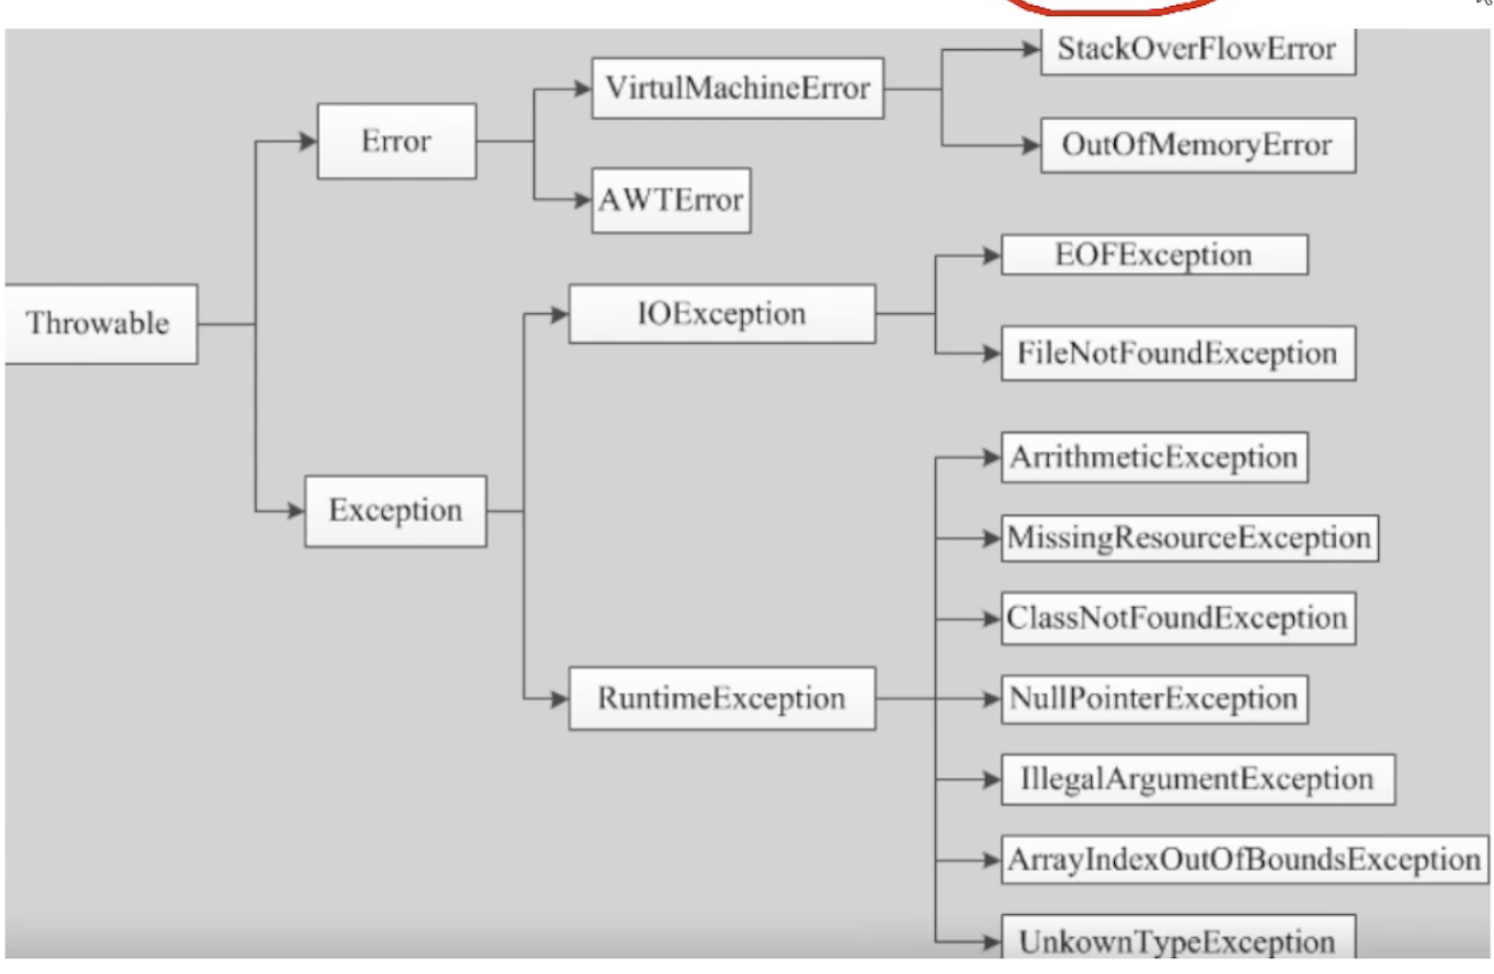 StackOverFlowError
VirtulMachineError
Error
OutOfMemoryError
AWTError
EOFException
IOException
Throwable
FileNotFoundException
ArrithmeticException
Exception
MissingResourceException
ClassNotFoundException
RuntimeException
NullPointerException
IllegalArgumentException
ArrayIndexOutOfBoundsException
UnkownTypeException